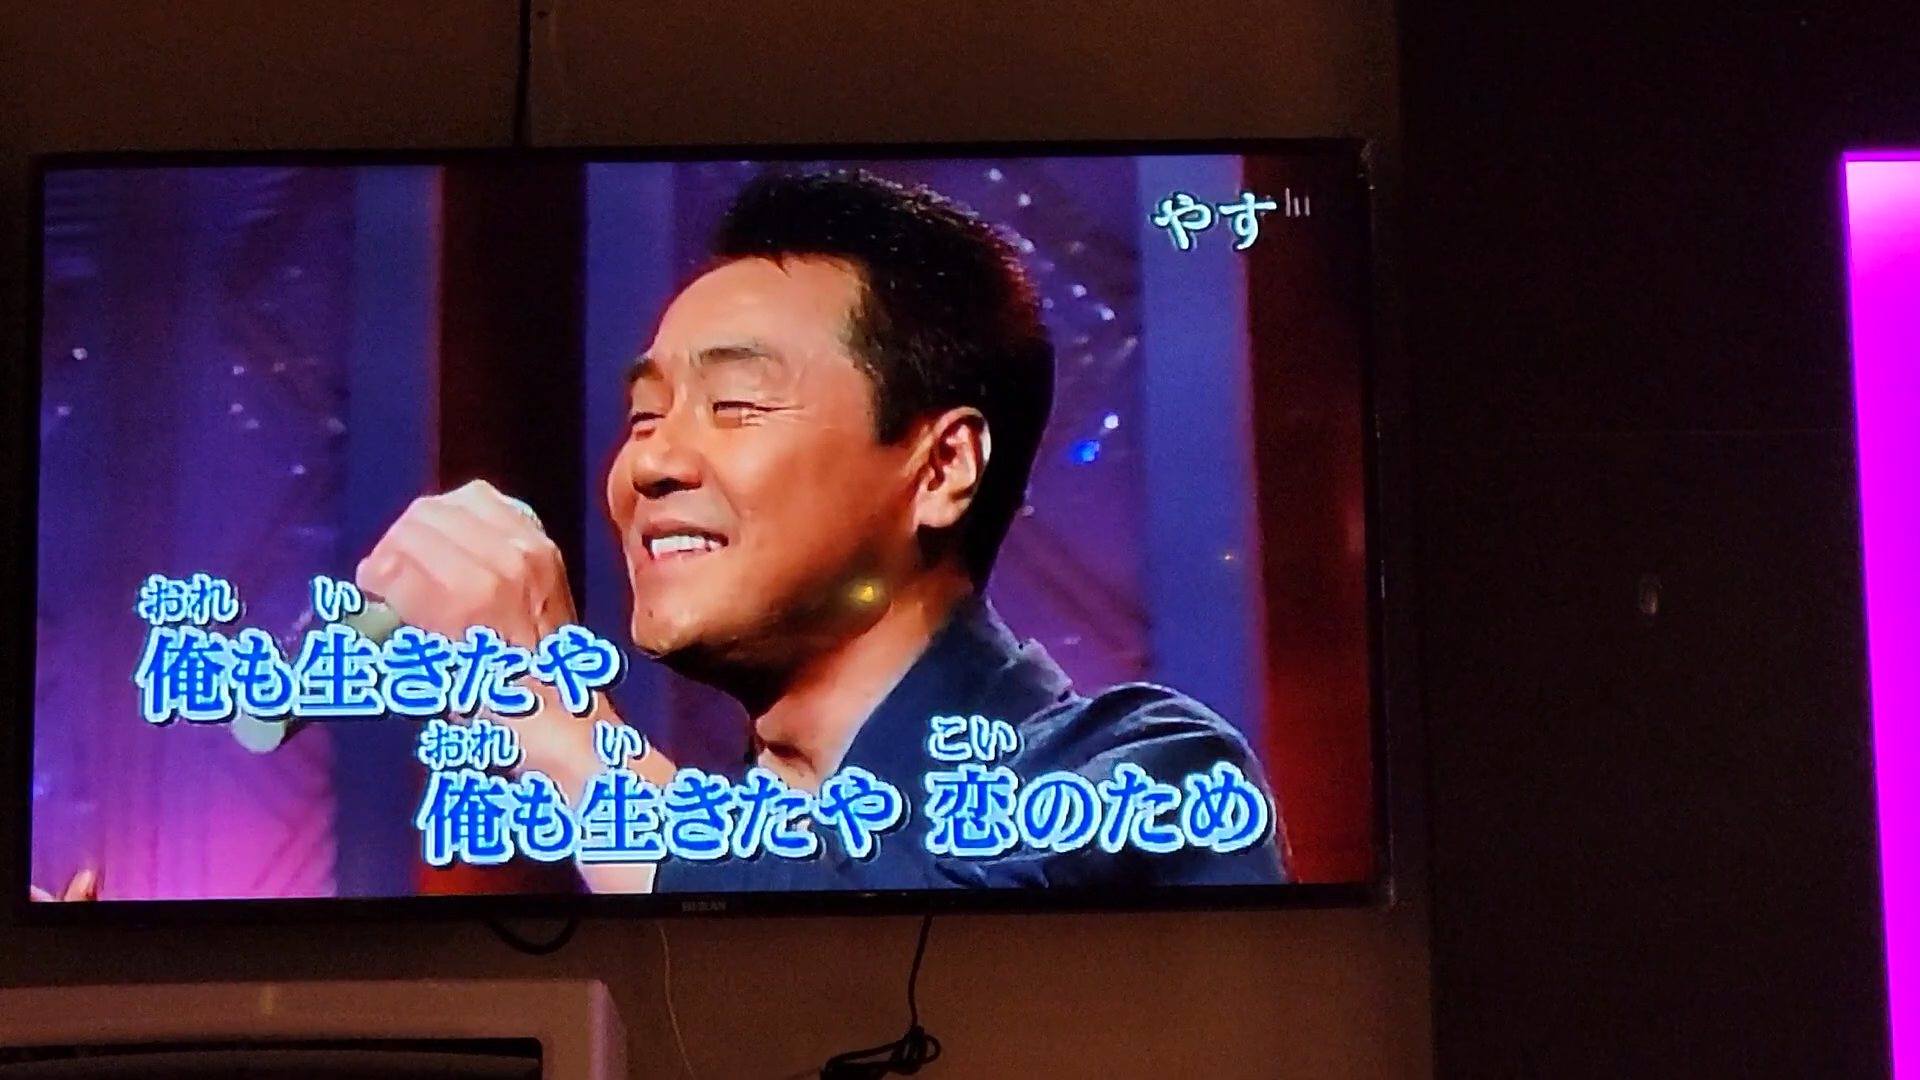 やす
おれ い
俺も生きたや
おれ い こい
俺も生きたや 恋のため